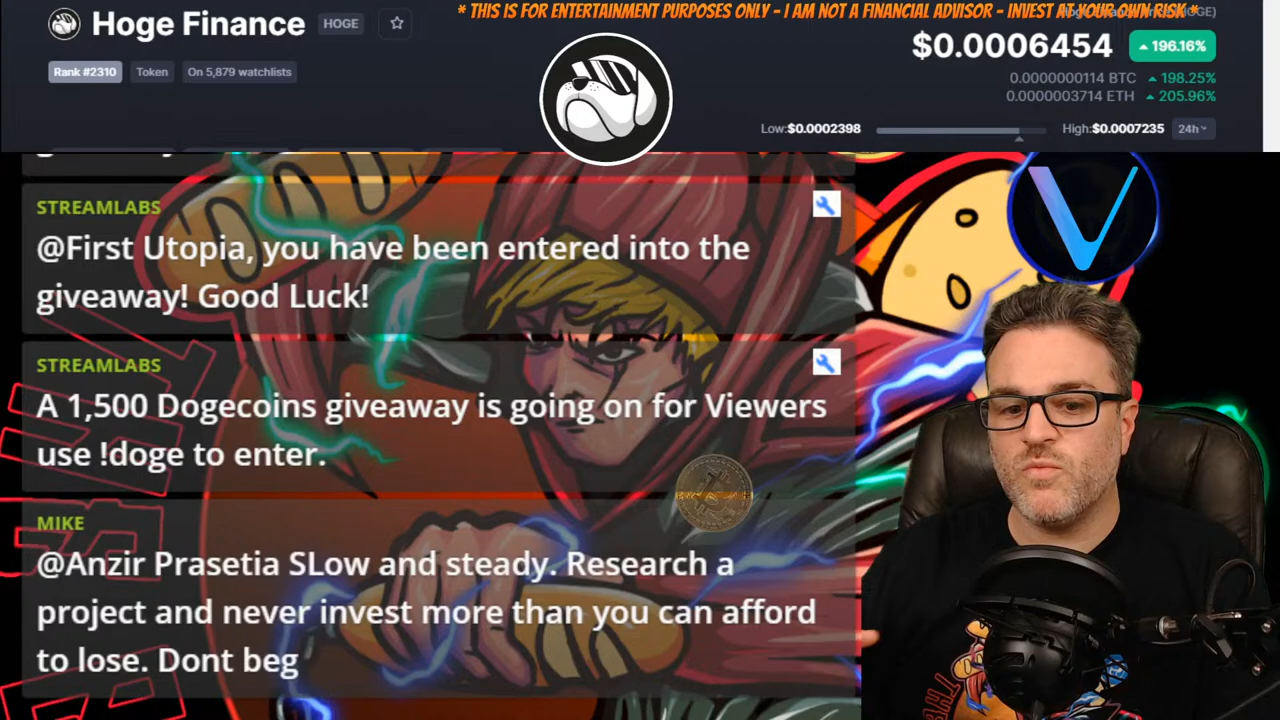 * THIS IS FOR ENTERTAINMENT PURPOSES ONLY - I AM NOT A FINANCIAL ADVISOR - INVEST AT YOUR OWN RISK *
Hoge Finance HOGE
$0.0006454 196.16%
Rank #2310 Token On 5,879 watchlists
0.0000000114 BTC 198.25%
0.0000003714 ETH 205.96%
Low:$0.0002398 High:$0.0007235 24h
STREAMLABS
@First Utopia, you have been entered into the
giveaway! Good Luck!
STREAMLABS
A 1,500 Dogecoins giveaway is going on for Viewers
use !doge to enter.
MIKE
@Anzir Prasetia SLow and steady. Research a
project and never invest more than you can afford
to lose. Dont beg